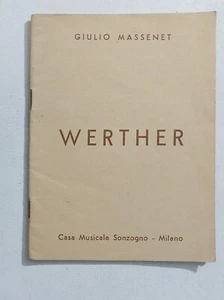 GIULIO MASSENET
WERTHER
Casa Musicale Sonzogno - Milano